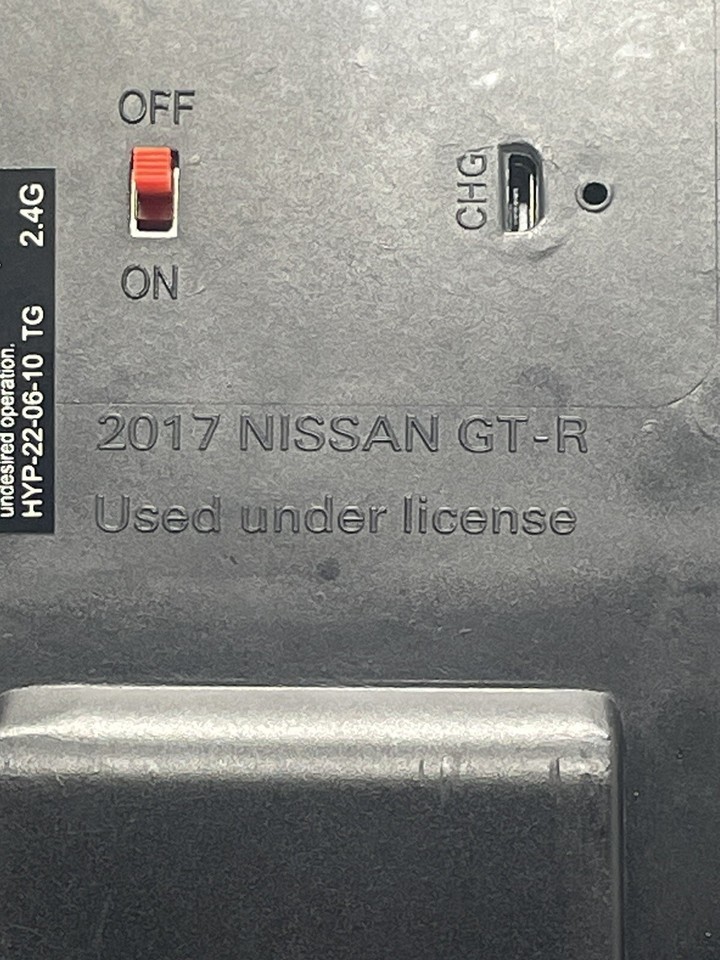 OFF
ON
CHG
2017 NISSAN GT-R
Used under license
undesired operation.
HYP-22-06-10 TG 2.4G